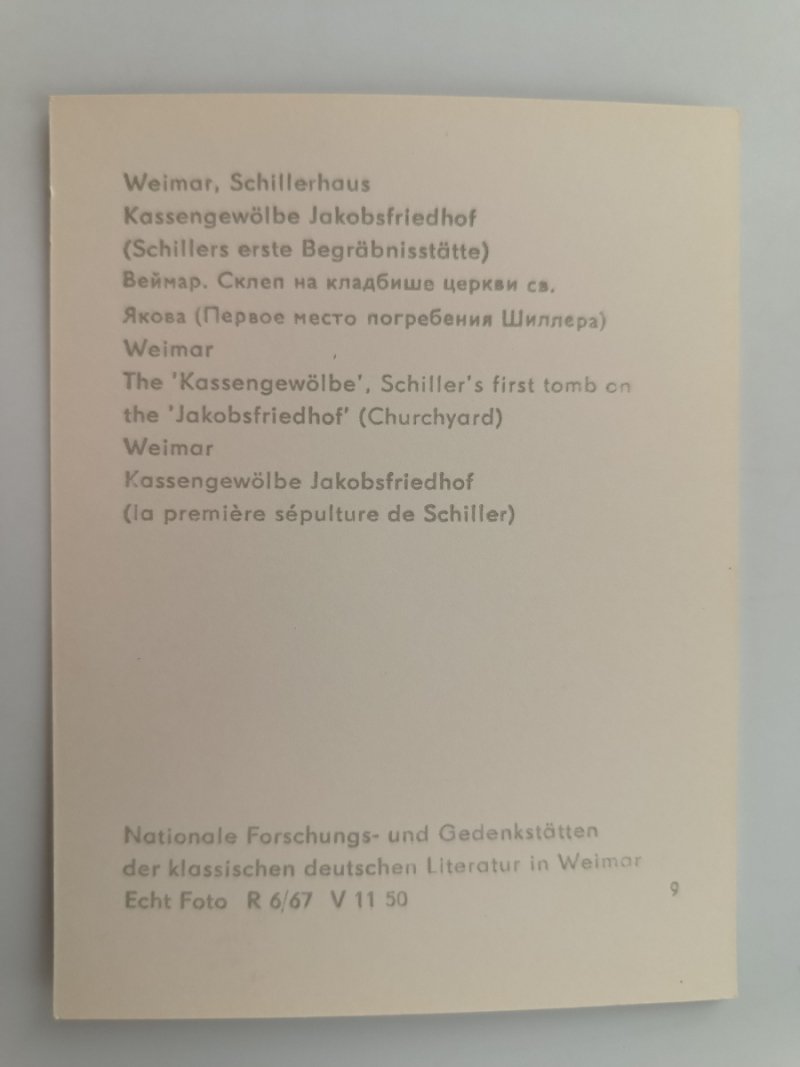 Weimar, Schillerhaus
Kassengewölbe Jakobsfriedhof
(Schillers erste Begräbnisstätte)
Веймар. Склеп на кладбише церкви св.
Якова (Первое место погребения Шиллера)
Weimar
The 'Kassengewölbe', Schiller's first tomb on
the 'Jakobsfriedhof' (Churchyard)
Weimar
Kassengewölbe Jakobsfriedhof
(la première sépulture de Schiller)
Nationale Forschungs- und Gedenkstätten
der klassischen deutschen Literatur in Weimar
Echt Foto R 6/67 V 11 50
9